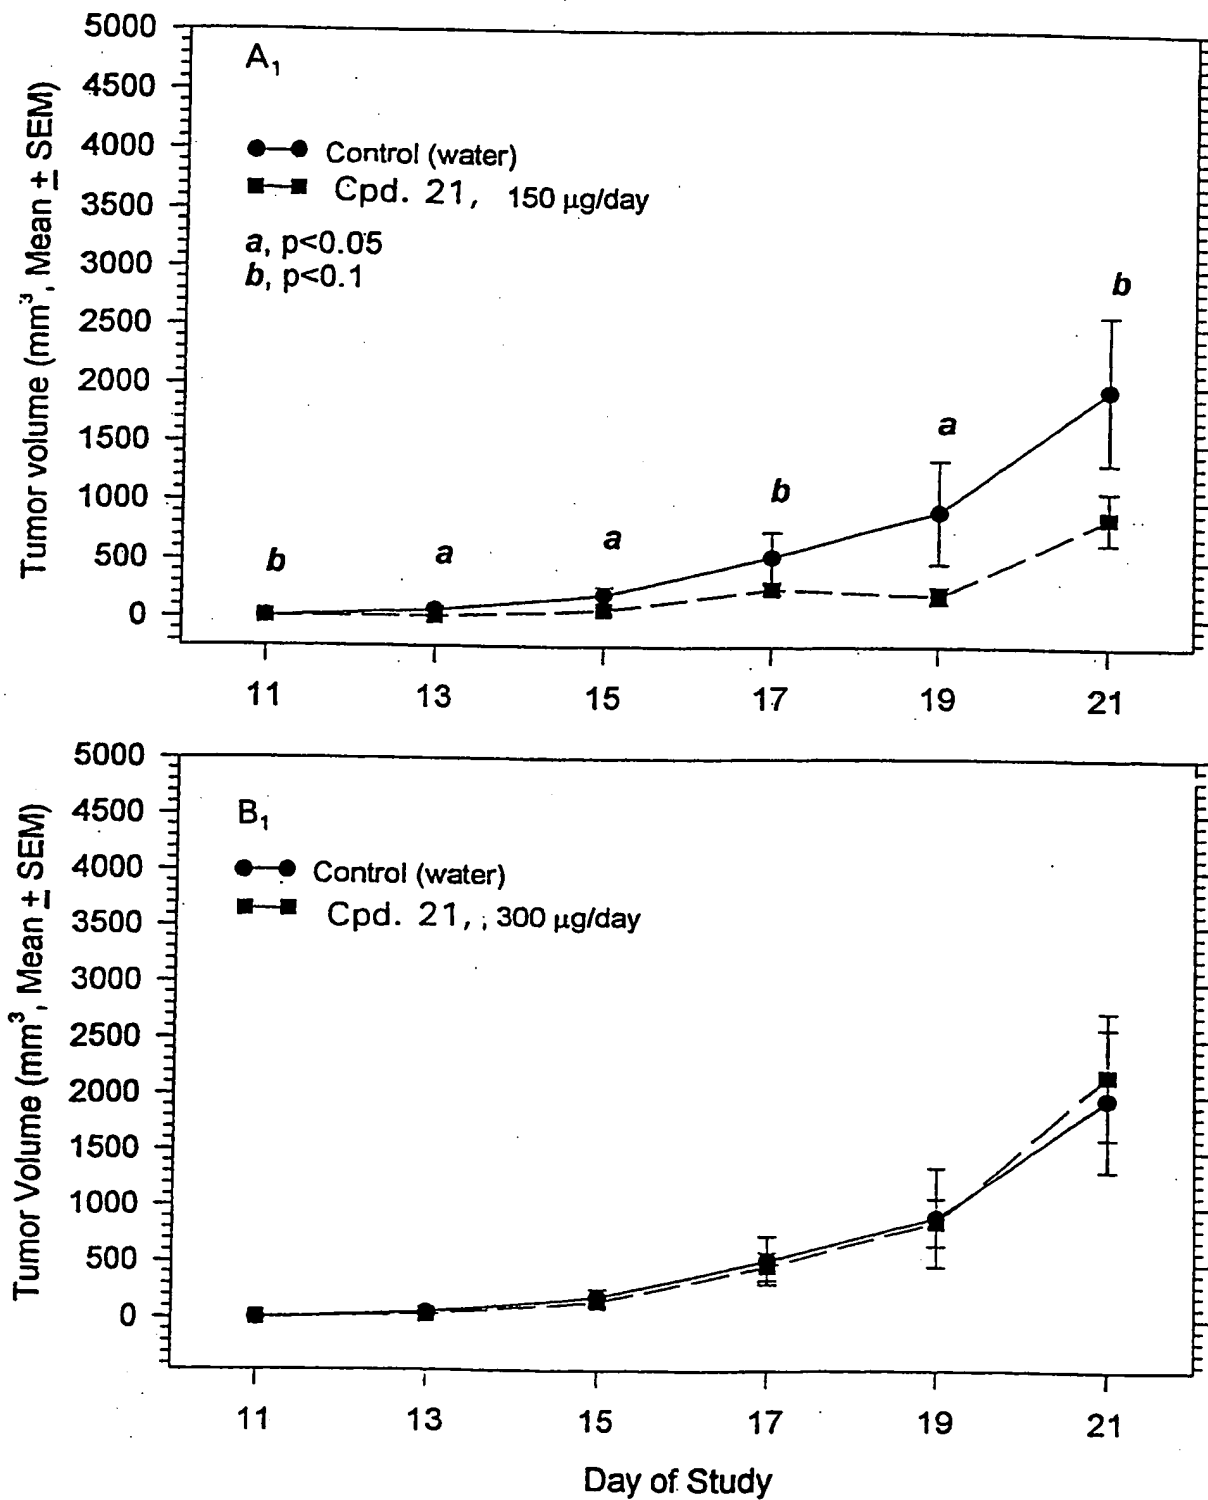 5000
4500
4000
3500
3000
2500
2000
1500
1000
500
0
Tumor volume (mm³, Mean ± SEM)
A₁
Control (water)
Cpd. 21, 150 µg/day
a, p<0.05
b, p<0.1
b
a
a
b
a
b
11 13 15 17 19 21
5000
4500
4000
3500
3000
2500
2000
1500
1000
500
0
Tumor Volume (mm³, Mean ± SEM)
B₁
Control (water)
Cpd. 21, ; 300 µg/day
11 13 15 17 19 21
Day of Study